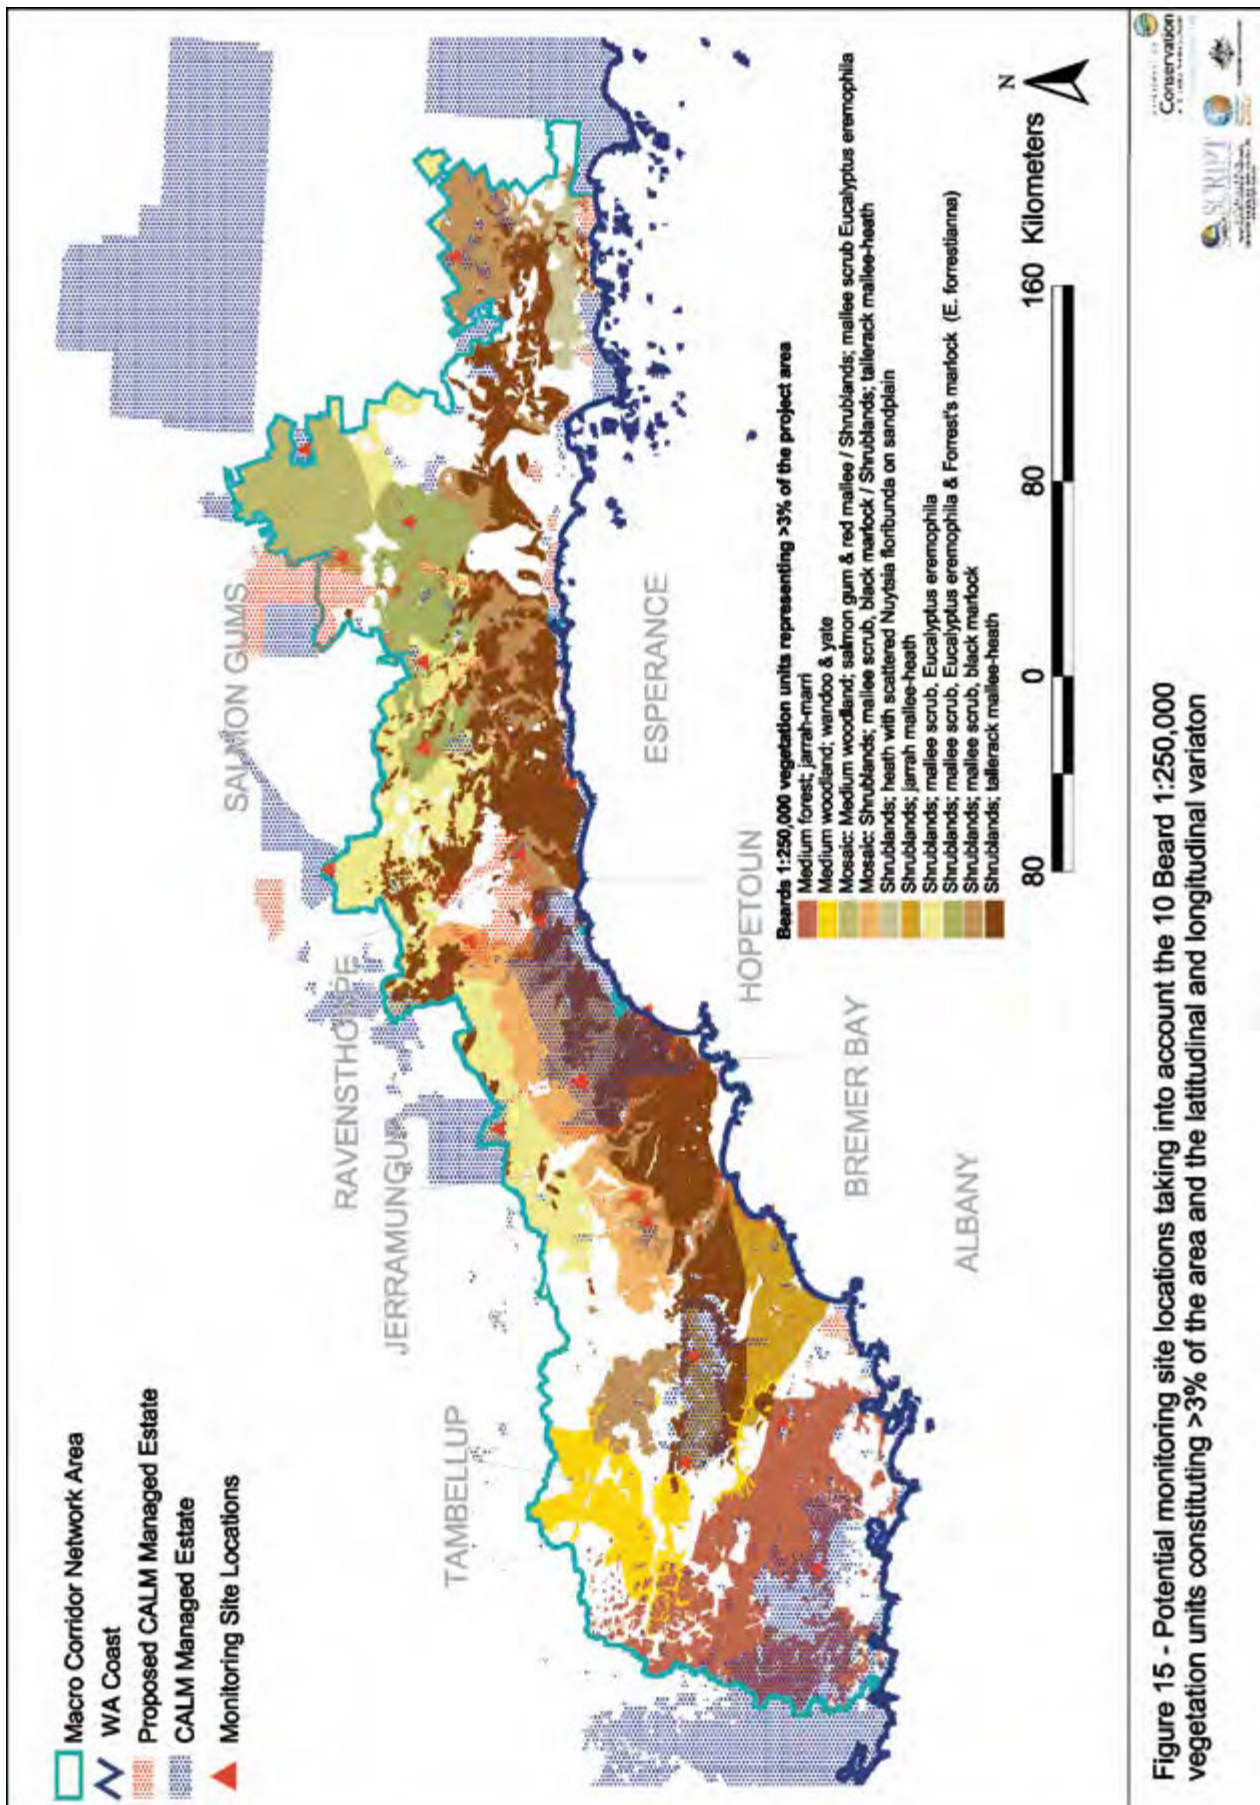 Macro Corridor Network Area
WA Coast
Proposed CALM Managed Estate
CALM Managed Estate
Monitoring Site Locations
SALMON GUMS
RAVENSTHORPE
JERRAMUNGUP
TAMBELLUP
ESPERANCE
HOPETOUN
BREMER BAY
ALBANY
Beards 1:250,000 vegetation units representing >3% of the project area
Medium forest; jarrah-marri
Medium woodland; wandoo & yate
Mosaic: Medium woodland; salmon gum & red mallee / Shrublands; mallee scrub Eucalyptus eremophila
Mosaic: Shrublands; mallee scrub, black marlock / Shrublands; tallerack mallee-heath
Shrublands; heath with scattered Nuytsia floribunda on sandplain
Shrublands; jarrah mallee-heath
Shrublands; mallee scrub, Eucalyptus eremophila
Shrublands; mallee scrub, Eucalyptus eremophila & Forrest's marlock (E. forrestianna)
Shrublands; mallee scrub, black marlock
Shrublands; tallerack mallee-heath
80 0 80 160 Kilometers
N
Figure 15 - Potential monitoring site locations taking into account the 10 Beard 1:250,000
vegetation units constituting >3% of the area and the latitudinal and longitudinal variaton
SCRIPT
Conservation